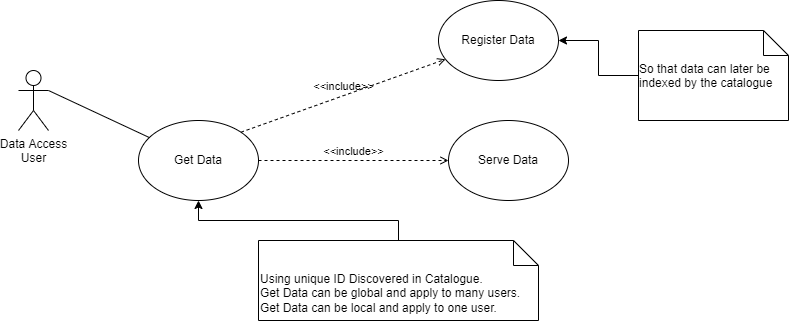 Register Data
So that data can later be
indexed by the catalogue
<<include>>
Data Access
User
Get Data
<<include>>
Serve Data
Using unique ID Discovered in Catalogue.
Get Data can be global and apply to many users.
Get Data can be local and apply to one user.